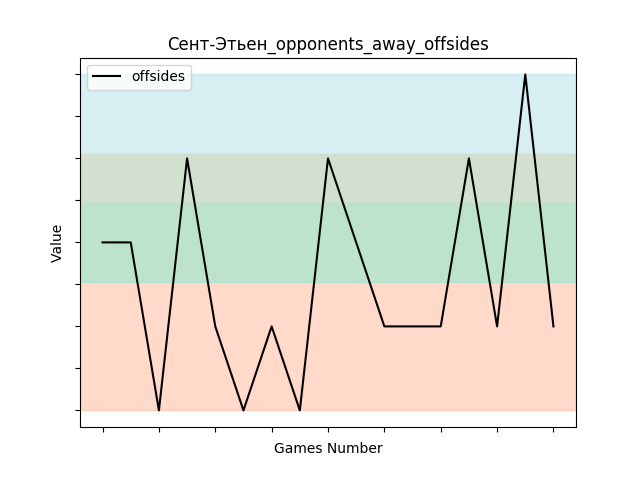 Сент-Этьен_opponents_away_offsides
offsides
Value
Games Number